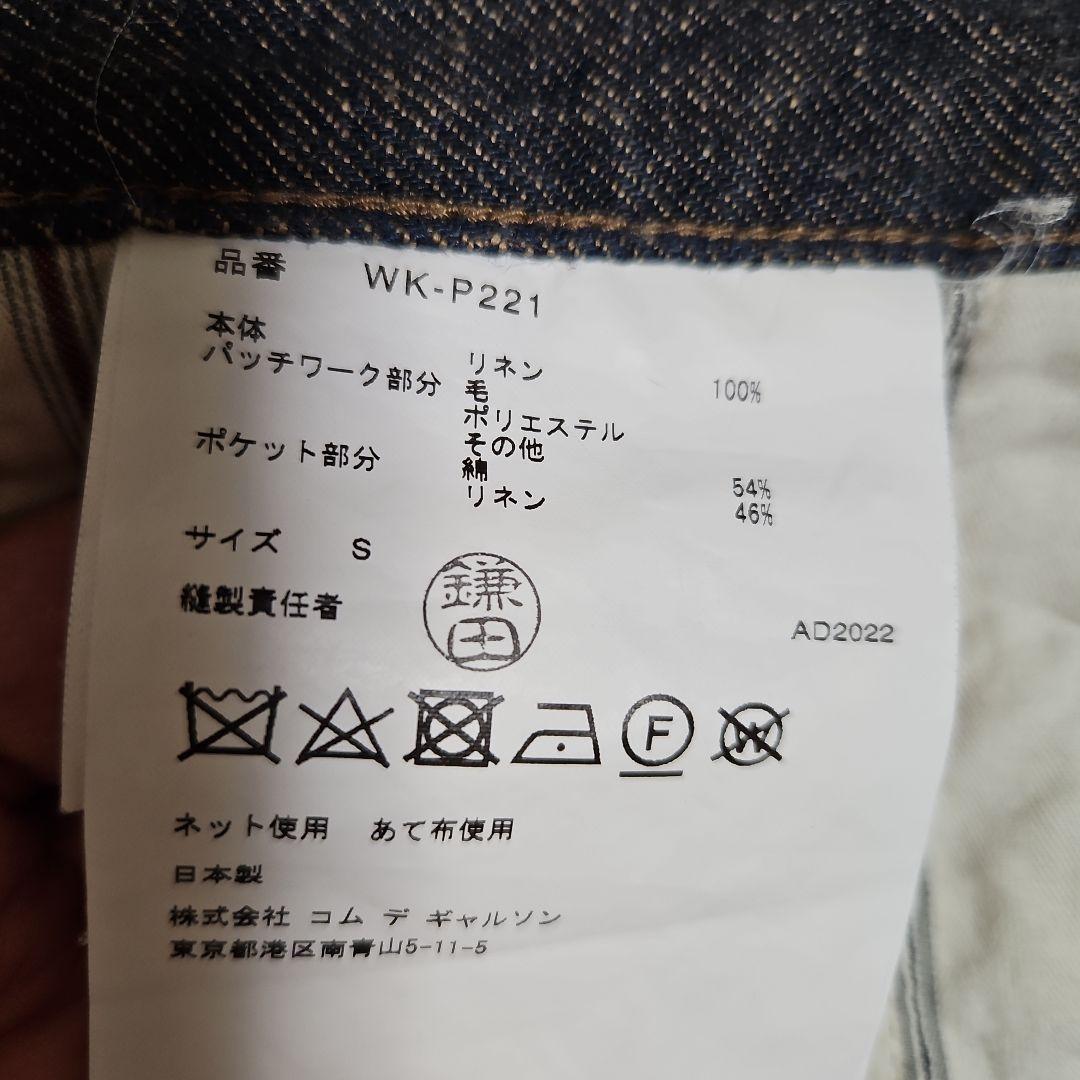 品番 WK-P221
本体 リネン 100%
パッチワーク部分 毛
ポリエステル
その他
ポケット部分 綿 54%
リネン 46%
サイズ S
縫製責任者 鎌田
AD2022
F W
ネット使用 あて布使用
日本製
株式会社 コム デ ギャルソン
東京都港区南青山5-11-5